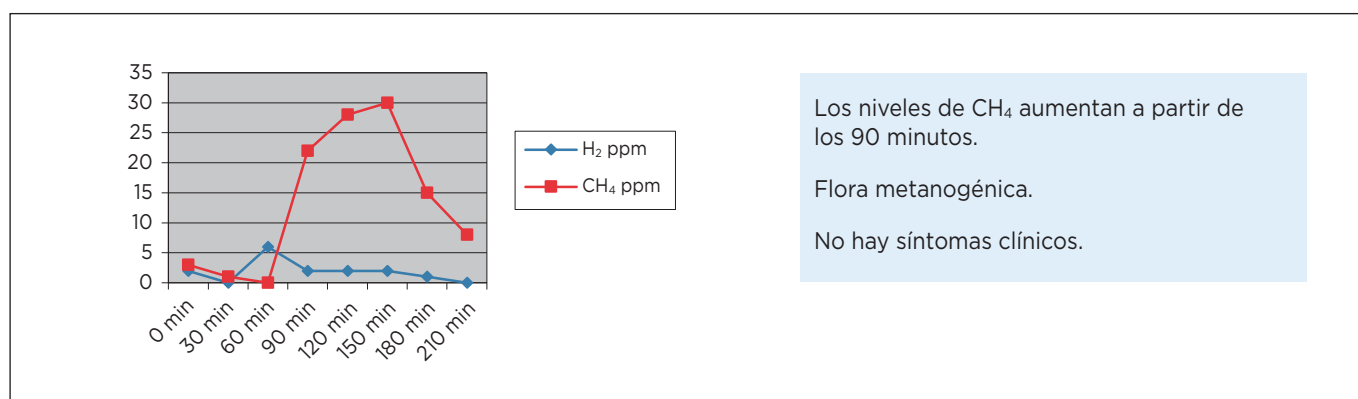 35
30
25
20
15
10
5
0
0 min
30 min
60 min
90 min
120 min
150 min
180 min
210 min
H₂ ppm
CH₄ ppm
Los niveles de CH₄ aumentan a partir de
los 90 minutos.
Flora metanogénica.
No hay síntomas clínicos.